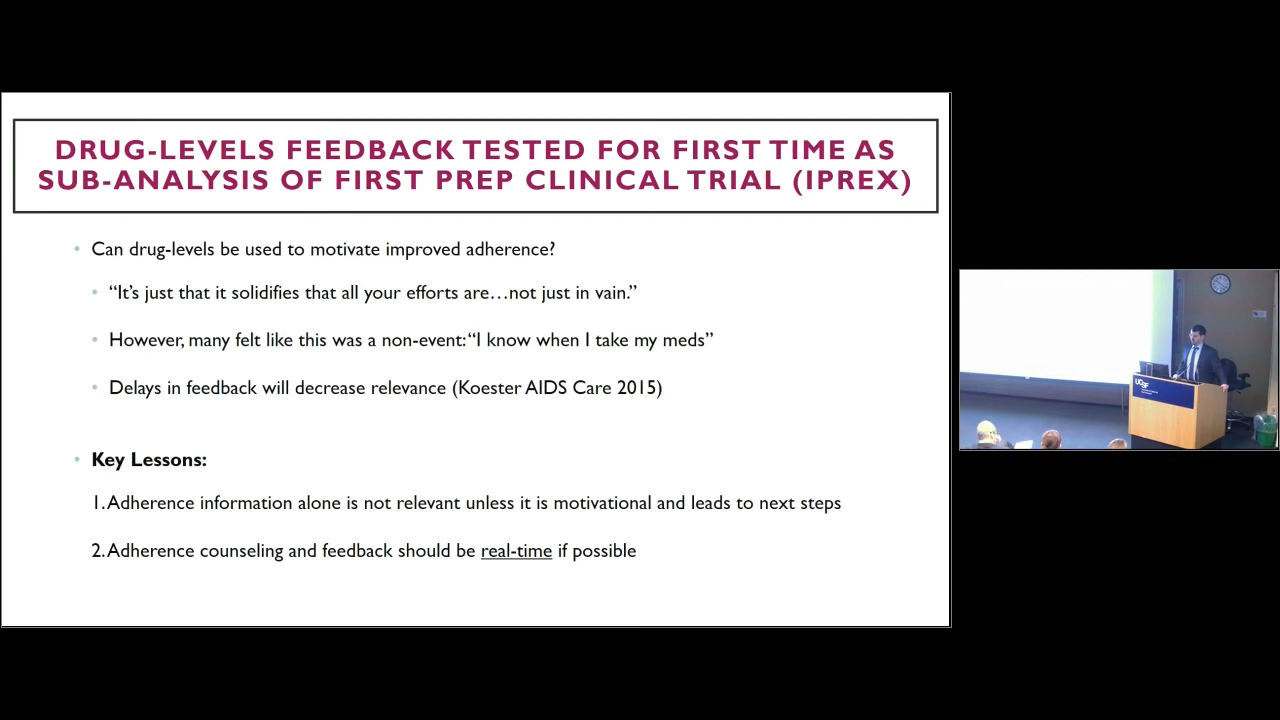 DRUG-LEVELS FEEDBACK TESTED FOR FIRST TIME AS
SUB-ANALYSIS OF FIRST PREP CLINICAL TRIAL (IPREX)
• Can drug-levels be used to motivate improved adherence?
• “It’s just that it solidifies that all your efforts are…not just in vain.”
• However, many felt like this was a non-event: “I know when I take my meds”
• Delays in feedback will decrease relevance (Koester AIDS Care 2015)
• Key Lessons:
1. Adherence information alone is not relevant unless it is motivational and leads to next steps
2. Adherence counseling and feedback should be real-time if possible
UCSF